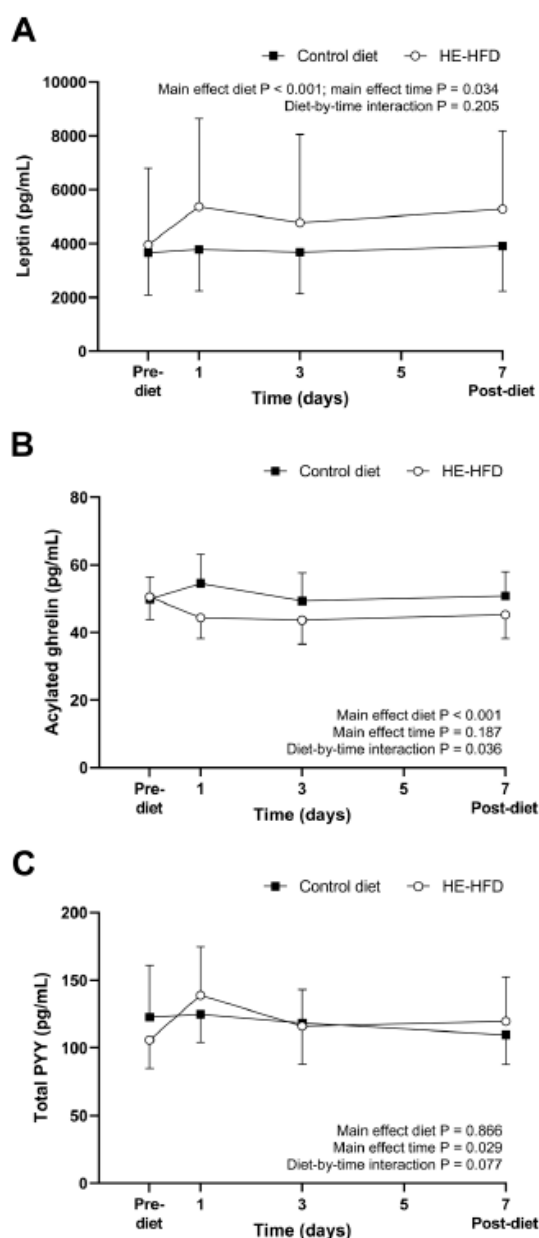 A
Control diet HE-HFD
Main effect diet P < 0.001; main effect time P = 0.034
Diet-by-time interaction P = 0.205
10000
8000
6000
4000
2000
0
Leptin (pg/mL)
Pre-
diet
1
3
5
7
Post-diet
Time (days)
B
Control diet HE-HFD
80
60
40
20
0
Acylated ghrelin (pg/mL)
Main effect diet P < 0.001
Main effect time P = 0.187
Diet-by-time interaction P = 0.036
Pre-
diet
1
3
5
7
Post-diet
Time (days)
C
Control diet HE-HFD
200
150
100
50
0
Total PYY (pg/mL)
Main effect diet P = 0.866
Main effect time P = 0.029
Diet-by-time interaction P = 0.077
Pre-
diet
1
3
5
7
Post-diet
Time (days)